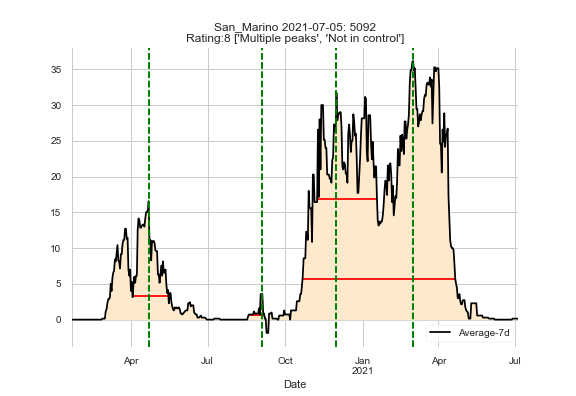 San_Marino 2021-07-05: 5092
Rating:8 ['Multiple peaks', 'Not in control']
35
30
25
20
15
10
5
0
Apr
Jul
Oct
Jan
2021
Apr
Jul
Average-7d
Date